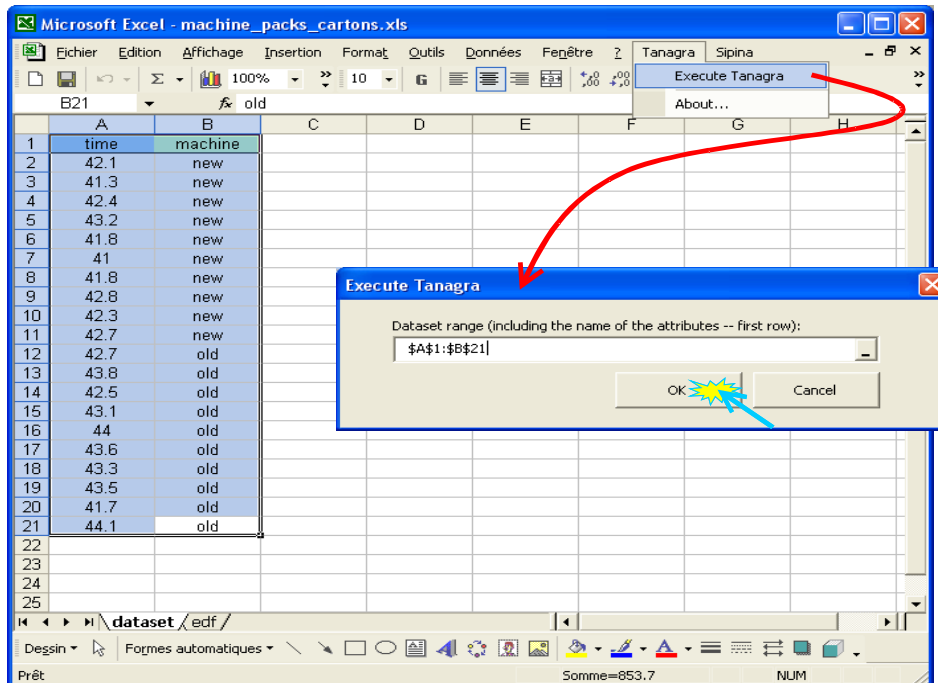 Microsoft Excel - machine_packs_cartons.xls
Fichier Edition Affichage Insertion Format Outils Données Fenêtre ? Tanagra Sipina
100% 10 G
Execute Tanagra
About...
B21 fx old
A B C D E F G H
1 time machine
2 42.1 new
3 41.3 new
4 42.4 new
5 43.2 new
6 41.8 new
7 41 new
8 41.8 new
9 42.8 new
10 42.3 new
11 42.7 new
12 42.7 old
13 43.8 old
14 42.5 old
15 43.1 old
16 44 old
17 43.6 old
18 43.3 old
19 43.5 old
20 41.7 old
21 44.1 old
22
23
24
25
Execute Tanagra
Dataset range (including the name of the attributes -- first row):
$A$1:$B$21
OK Cancel
dataset edf
Dessin Formes automatiques
Prêt Somme=853.7 NUM